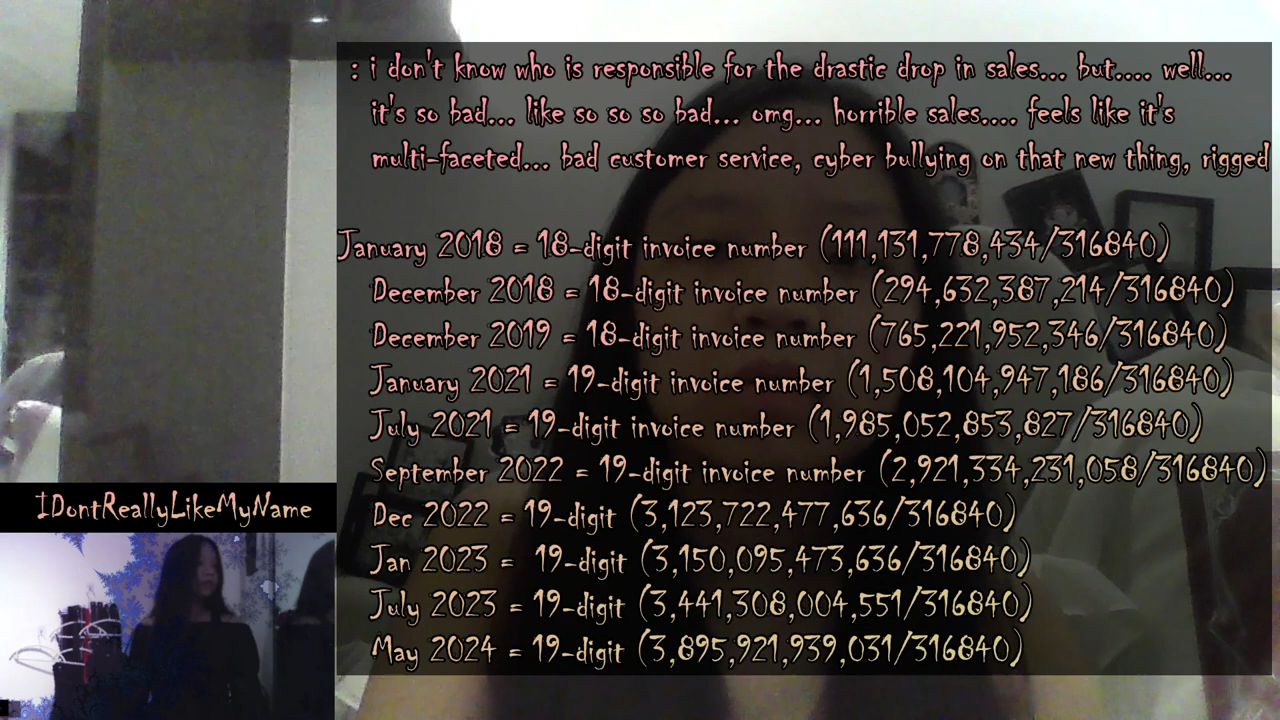 : i don't know who is responsible for the drastic drop in sales... but.... well...
it's so bad... like so so so bad... omg... horrible sales.... feels like it's
multi-faceted... bad customer service, cyber bullying on that new thing, rigged
January 2018 = 18-digit invoice number (111,131,778,434/316840)
December 2018 = 18-digit invoice number (294,632,387,214/316840)
December 2019 = 18-digit invoice number (765,221,952,346/316840)
January 2021 = 19-digit invoice number (1,508,104,947,186/316840)
July 2021 = 19-digit invoice number (1,985,052,853,827/316840)
September 2022 = 19-digit invoice number (2,921,334,231,058/316840)
Dec 2022 = 19-digit (3,123,722,477,636/316840)
Jan 2023 = 19-digit (3,150,095,473,636/316840)
July 2023 = 19-digit (3,441,308,004,551/316840)
May 2024 = 19-digit (3,895,921,939,031/316840)
IDontReallyLikeMyName